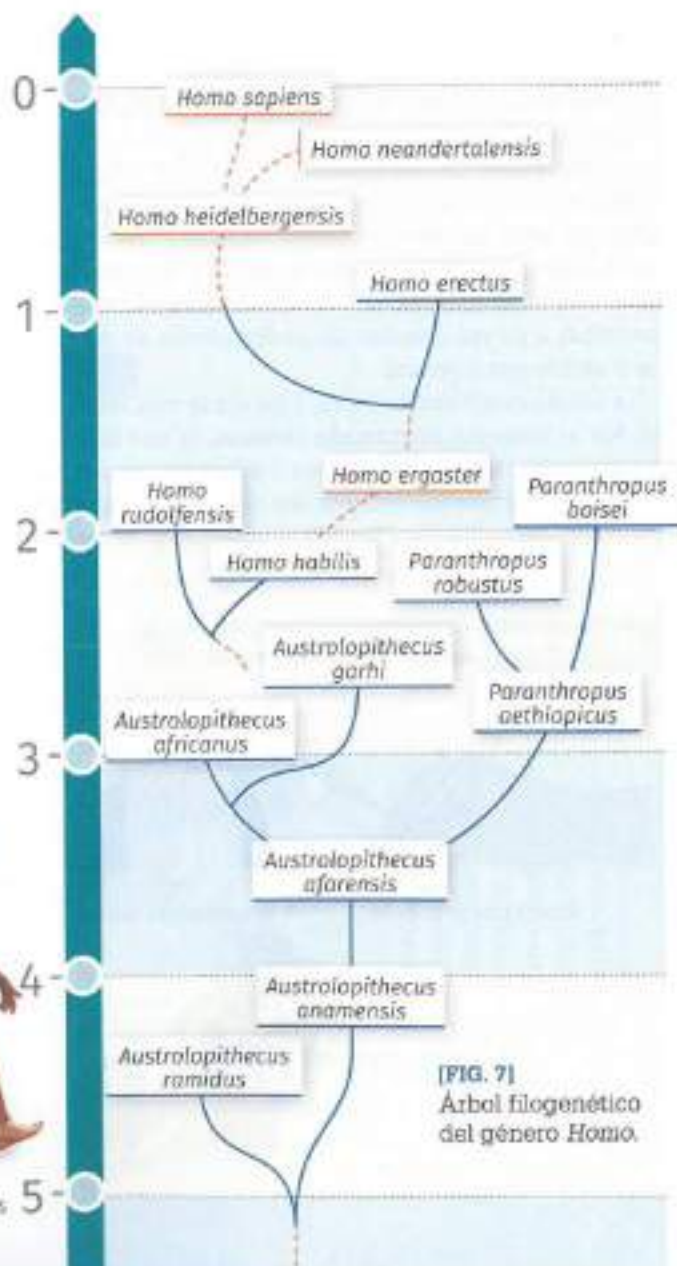 0
Homo sapiens
Homo neandertalensis
Homo heidelbergensis
Homo erectus
1
Homo ergaster
Homo
rudolfensis
Paranthropus
boisei
2
Homo habilis
Paranthropus
robustus
Australopithecus
garhi
Paranthropus
aethiopicus
Australopithecus
africanus
3
Australopithecus
afarensis
4
Australopithecus
anamensis
Australopithecus
ramidus
[FIG. 7]
Árbol filogenético
del género Homo.
5